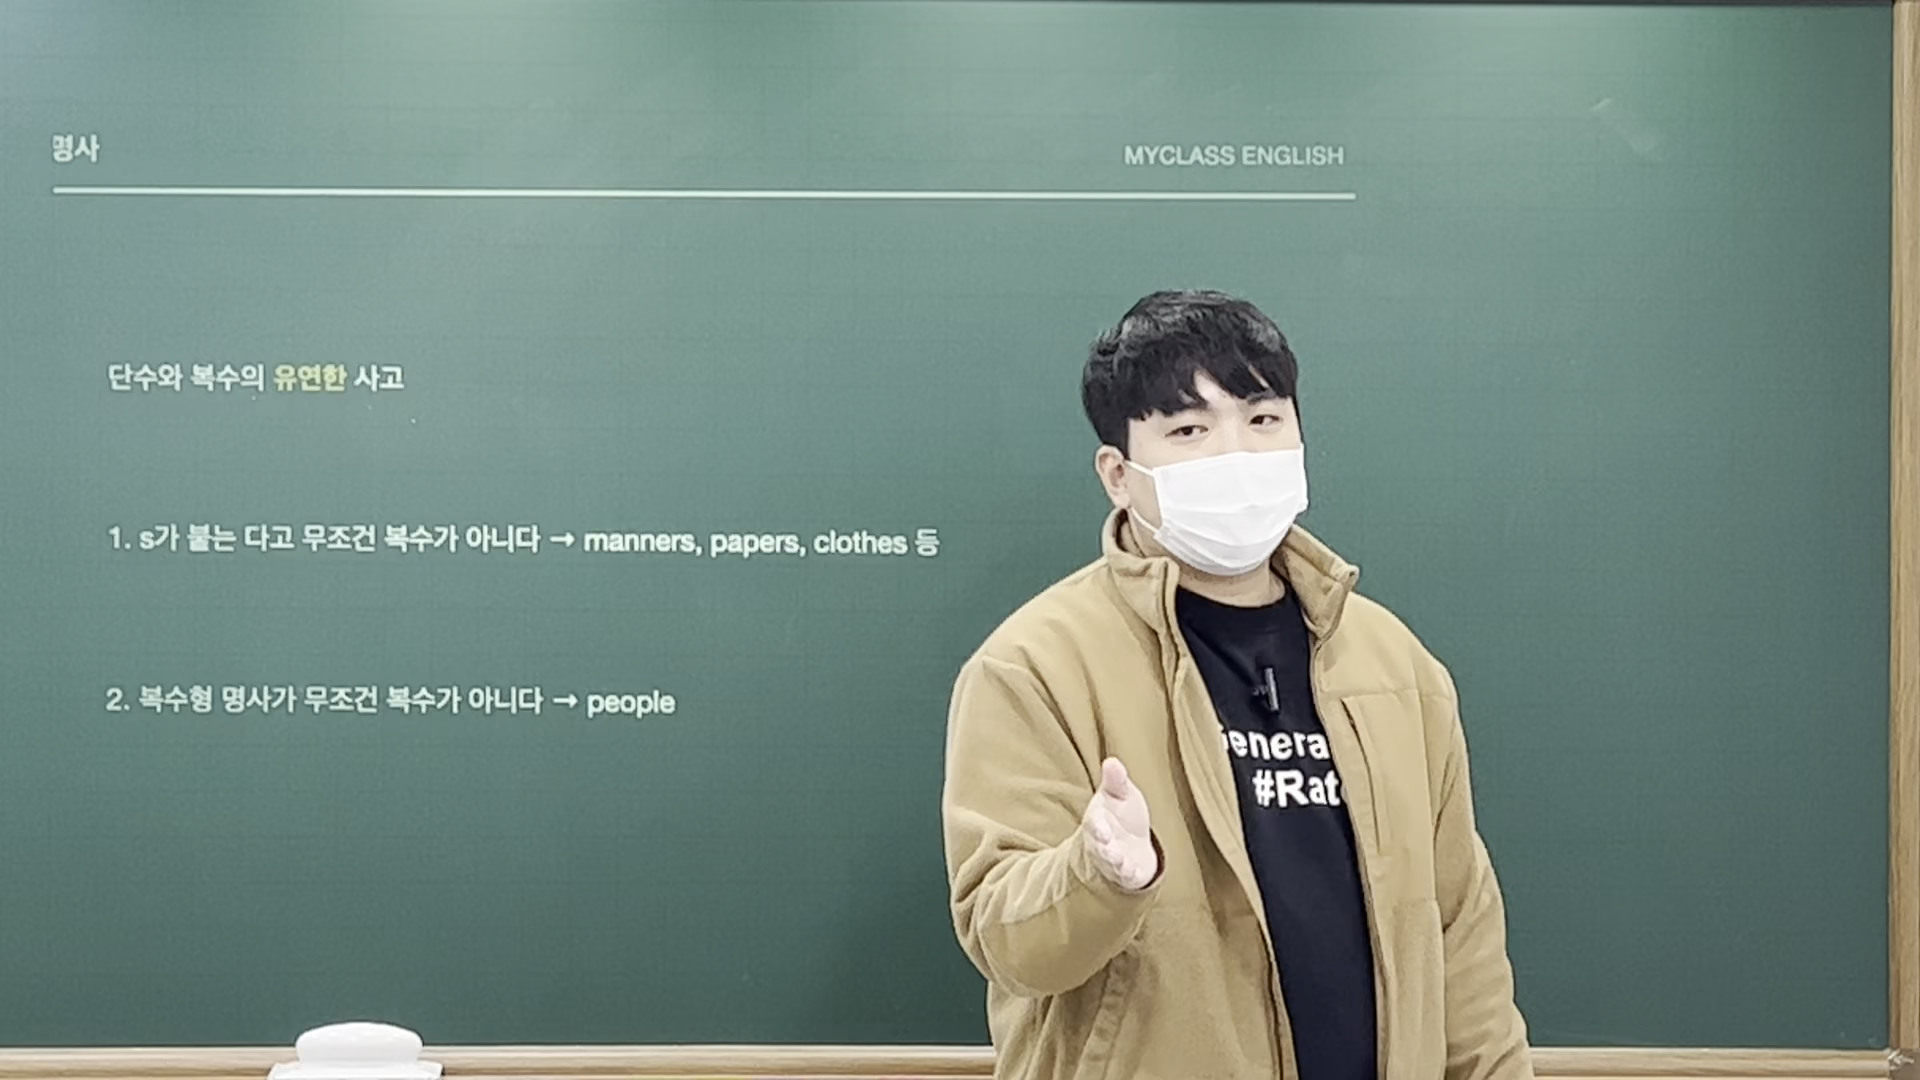 명사
MYCLASS ENGLISH
단수와 복수의 유연한 사고
1. s가 붙는 다고 무조건 복수가 아니다 → manners, papers, clothes 등
2. 복수형 명사가 무조건 복수가 아니다 → people
#Rat